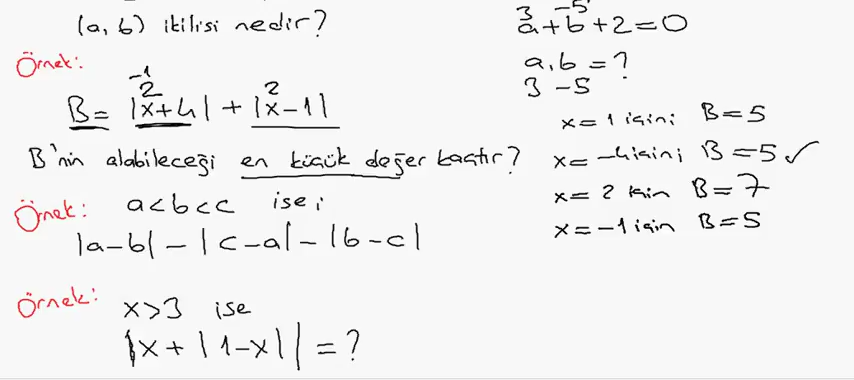 (a, b) ikilisi nedir?
3 -5
a+b+2=0
a, b = ?
3 -5
Örnek:
-1
2 2
B= |x+4| + |x-1|
B'nin alabileceği en küçük değer kaçtır?
x=1 için; B=5
x=-4 için; B=5✓
x=2 için B=7
x=-1 için B=5
Örnek: a<b<c ise;
|a-b| - |c-a| - |b-c|
Örnek: x>3 ise
|x+|1-x|| = ?